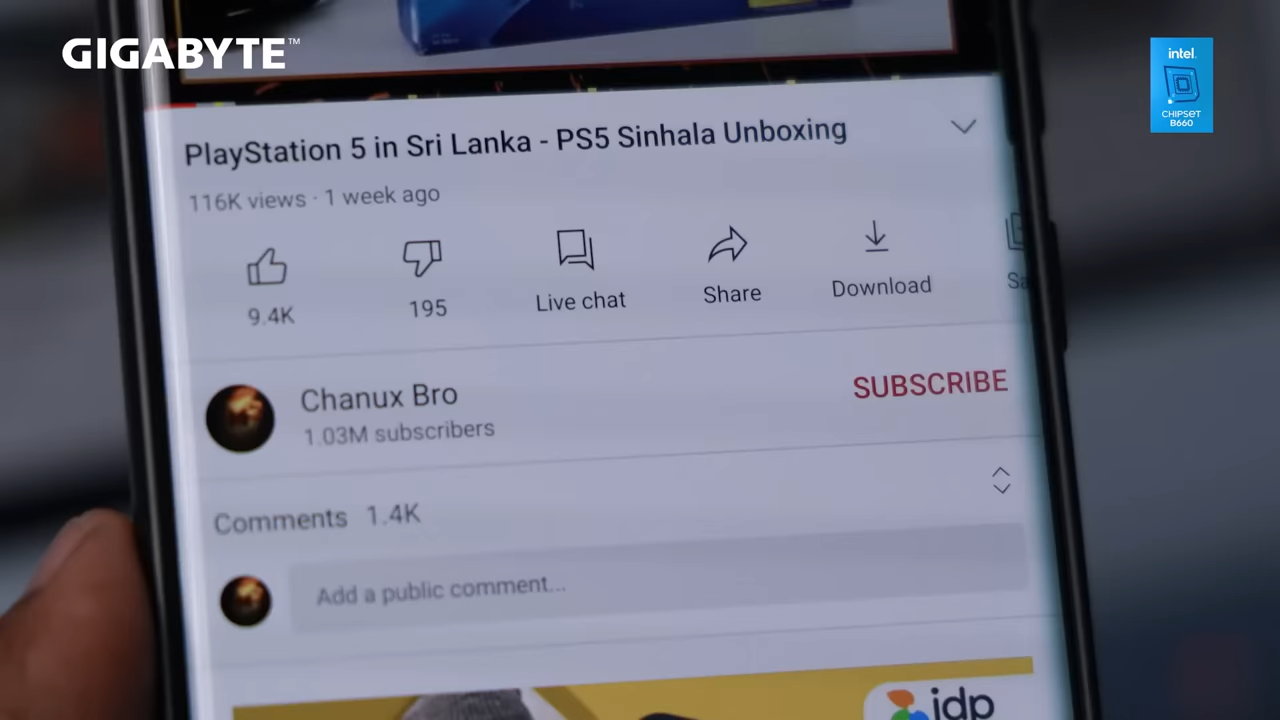 GIGABYTE™
intel.
CHIPSET
B660
PlayStation 5 in Sri Lanka - PS5 Sinhala Unboxing
116K views · 1 week ago
9.4K
195
Live chat
Share
Download
Chanux Bro
1.03M subscribers
SUBSCRIBE
Comments 1.4K
Add a public comment...
idp